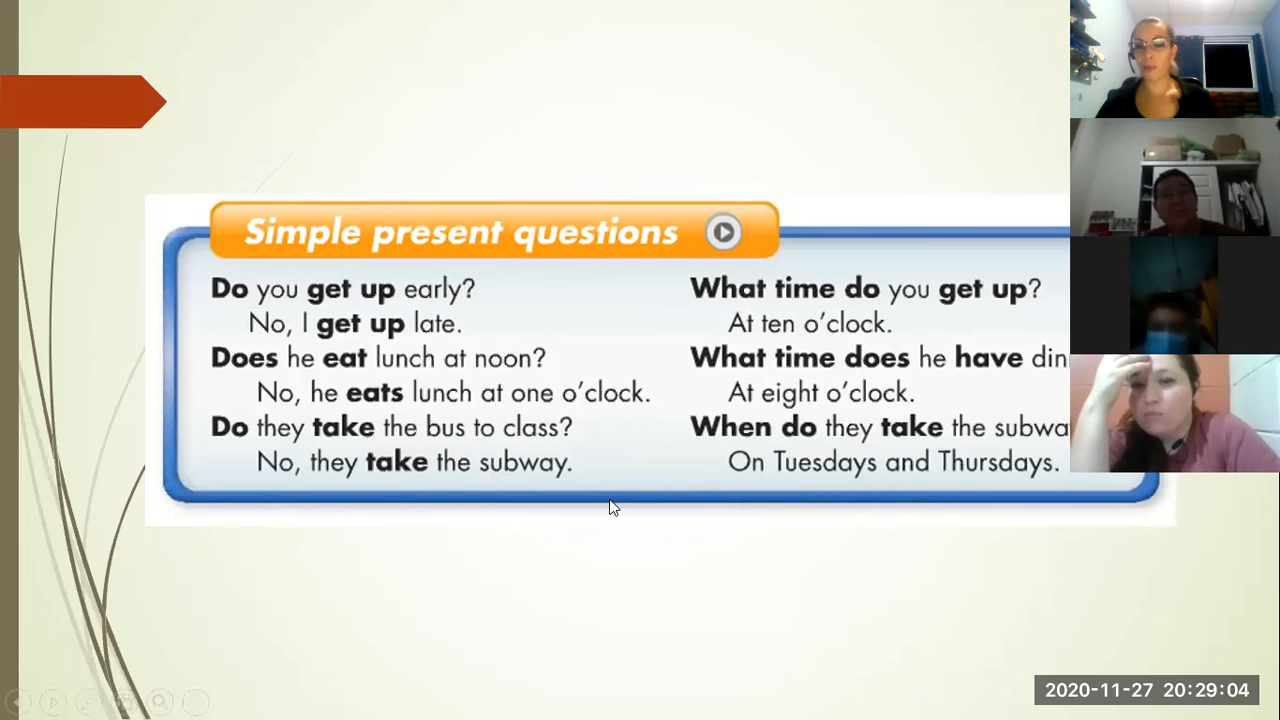 Simple present questions
Do you get up early?
No, I get up late.
Does he eat lunch at noon?
No, he eats lunch at one o'clock.
Do they take the bus to class?
No, they take the subway.
What time do you get up?
At ten o'clock.
What time does he have
At eight o'clock.
When do they take the
On Tuesdays and Thursdays.
2020-11-27 20:29:04